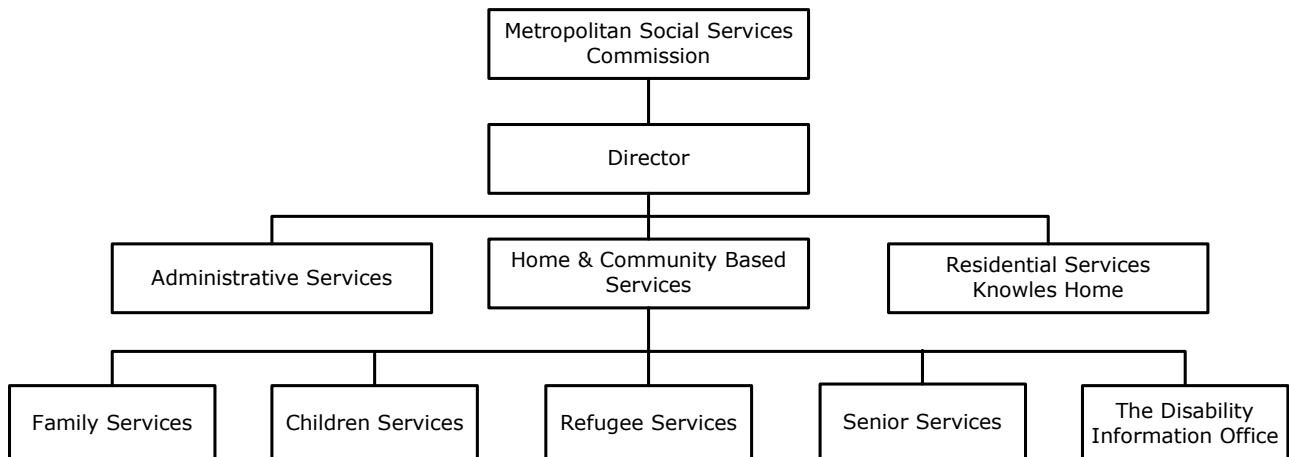 Metropolitan Social Services
Commission
Director
Administrative Services
Home & Community Based
Services
Residential Services
Knowles Home
Family Services
Children Services
Refugee Services
Senior Services
The Disability
Information Office